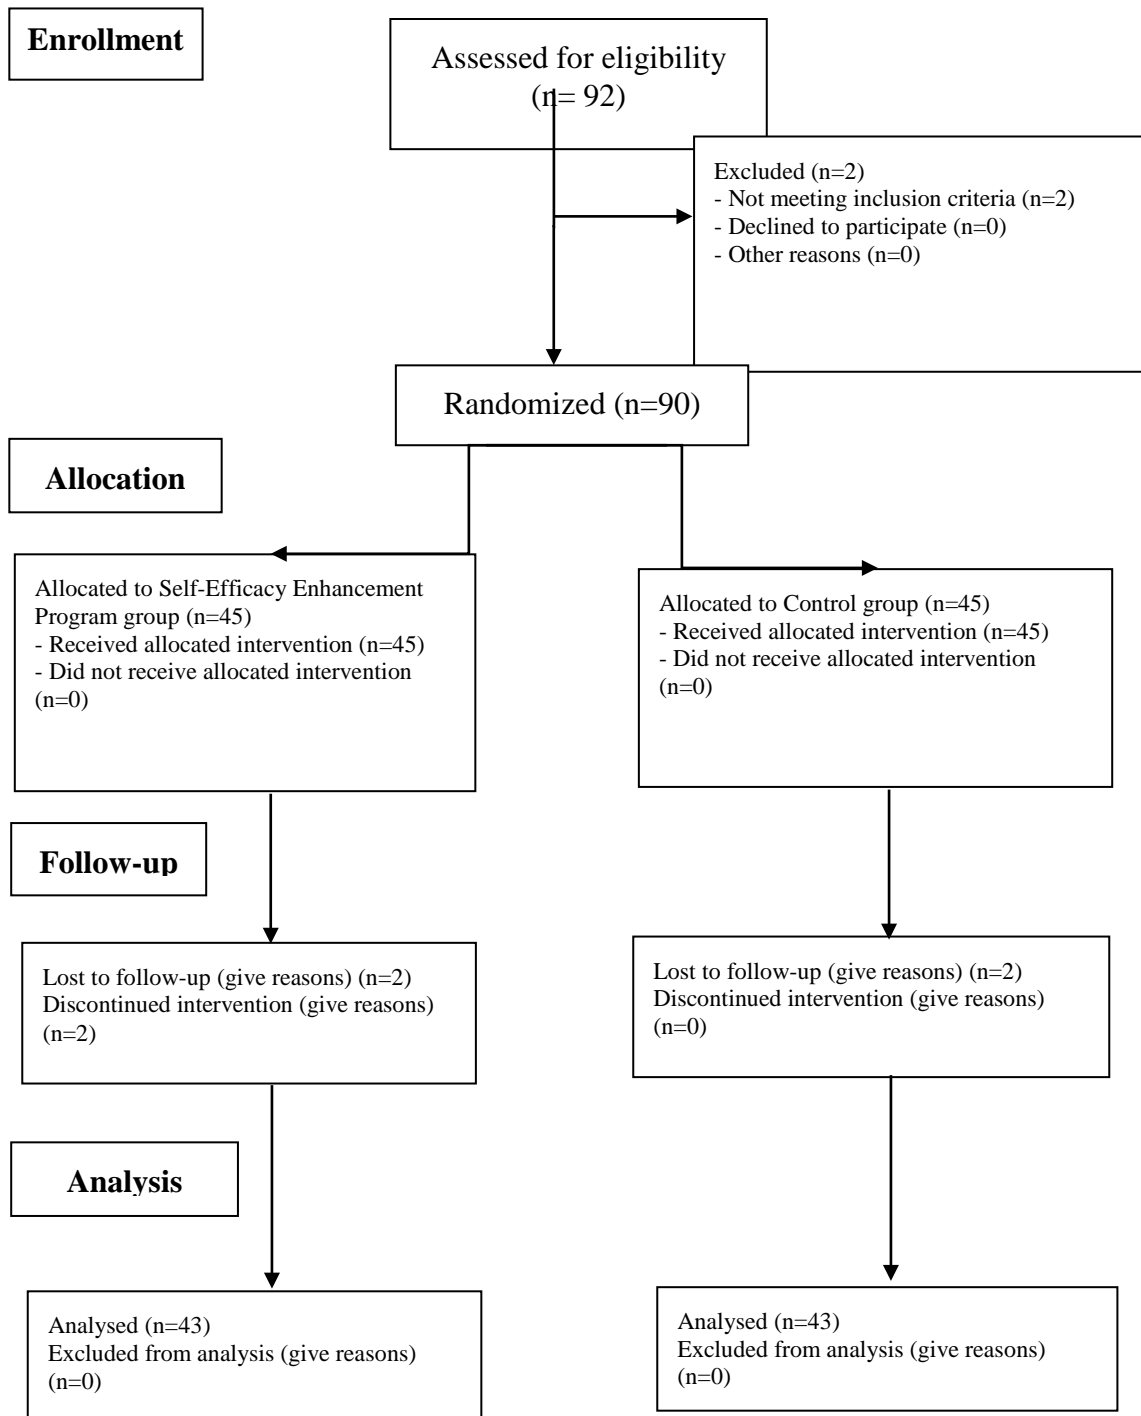 Enrollment
Assessed for eligibility
(n= 92)
Excluded (n=2)
- Not meeting inclusion criteria (n=2)
- Declined to participate (n=0)
- Other reasons (n=0)
Randomized (n=90)
Allocation
Allocated to Self-Efficacy Enhancement
Program group (n=45)
- Received allocated intervention (n=45)
- Did not receive allocated intervention
(n=0)
Allocated to Control group (n=45)
- Received allocated intervention (n=45)
- Did not receive allocated intervention
(n=0)
Follow-up
Lost to follow-up (give reasons) (n=2)
Discontinued intervention (give reasons)
(n=2)
Lost to follow-up (give reasons) (n=2)
Discontinued intervention (give reasons)
(n=0)
Analysis
Analysed (n=43)
Excluded from analysis (give reasons)
(n=0)
Analysed (n=43)
Excluded from analysis (give reasons)
(n=0)